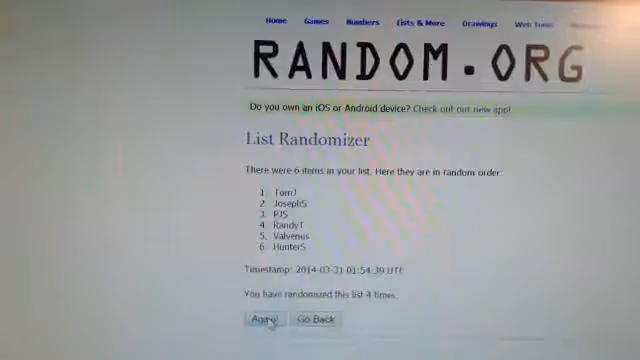 Home Games Numbers Lists & More Drawings Web Tools
RANDOM.ORG
Do you own an iOS or Android device? Check out our new app!
List Randomizer
There were 6 items in your list. Here they are in random order:
1. TomJ
2. JosephS
3. PJS
4. RandyT
5. Valvenus
6. HunterS
Timestamp: 2014-03-31 01:54:39 UTC
You have randomized this list 4 times.
Again! Go Back